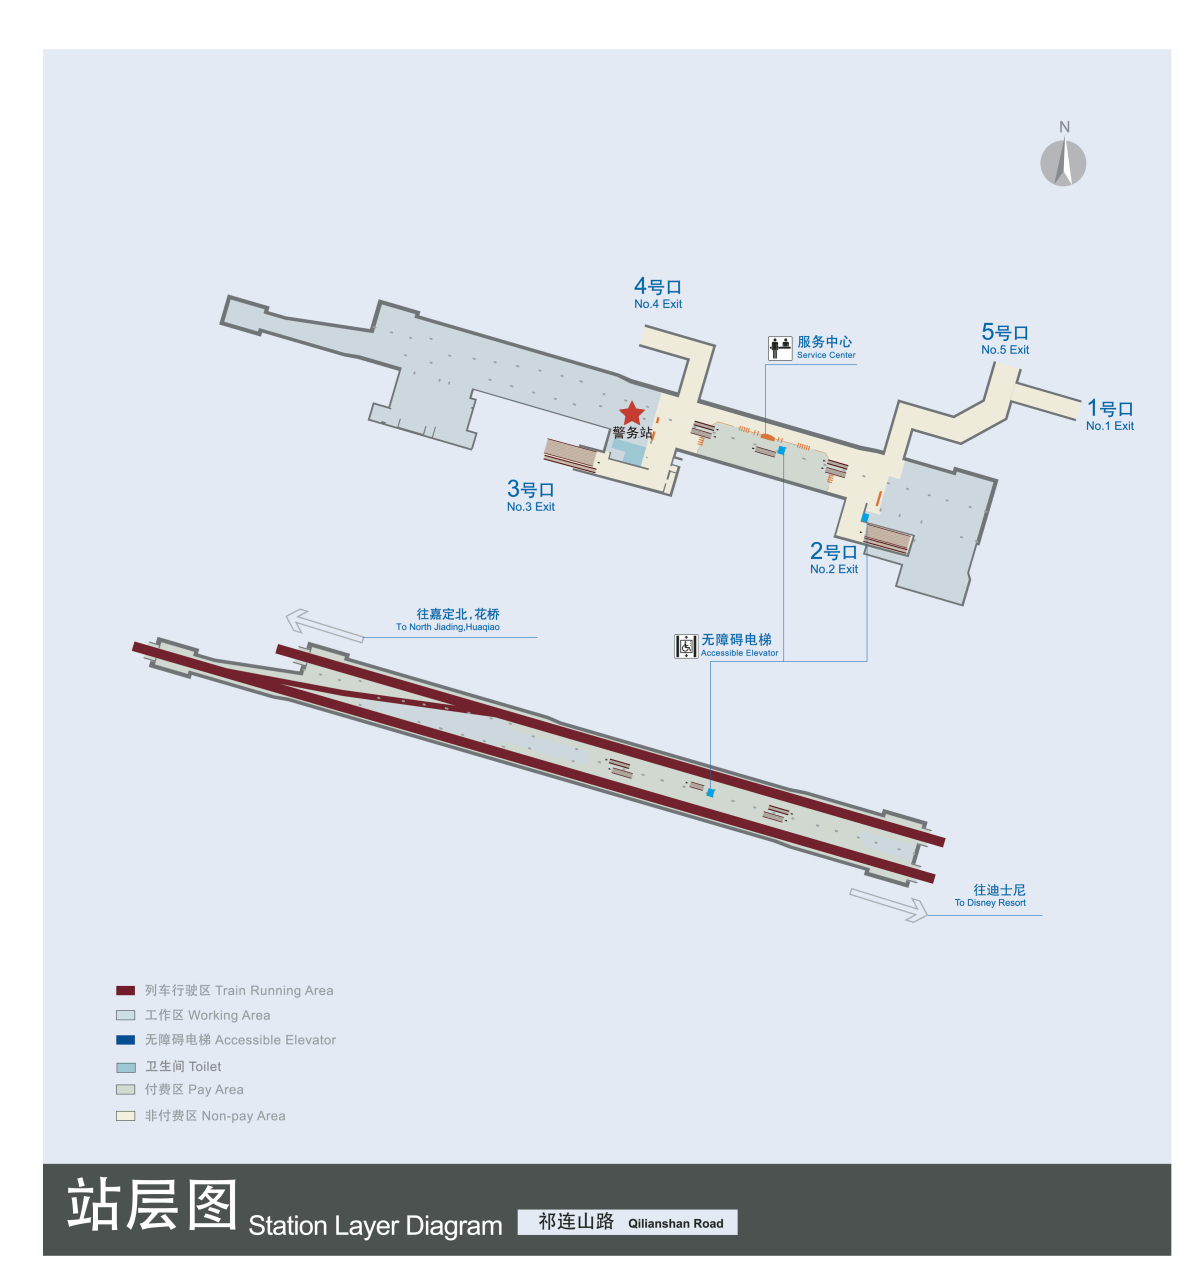 N
4号口
No.4 Exit
服务中心
Service Center
5号口
No.5 Exit
1号口
No.1 Exit
警务站
3号口
No.3 Exit
2号口
No.2 Exit
往嘉定北,花桥
To North Jiading,Huaqiao
无障碍电梯
Accessible Elevator
往迪士尼
To Disney Resort
列车行驶区 Train Running Area
工作区 Working Area
无障碍电梯 Accessible Elevator
卫生间 Toilet
付费区 Pay Area
非付费区 Non-pay Area
站层图 Station Layer Diagram 祁连山路 Qilianshan Road